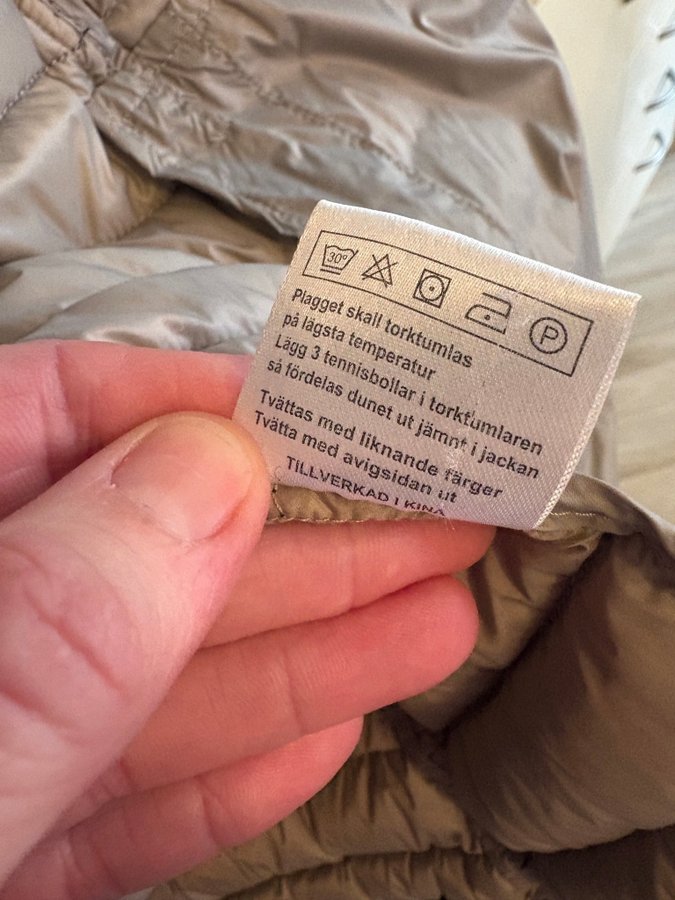 30°
P
Plagget skall torktumlas
på lägsta temperatur
Lägg 3 tennisbollar i torktumlaren
så fördelas dunet ut jämnt i jackan
Tvättas med liknande färger
Tvätta med avigsidan ut
TILLVERKAD I KINA